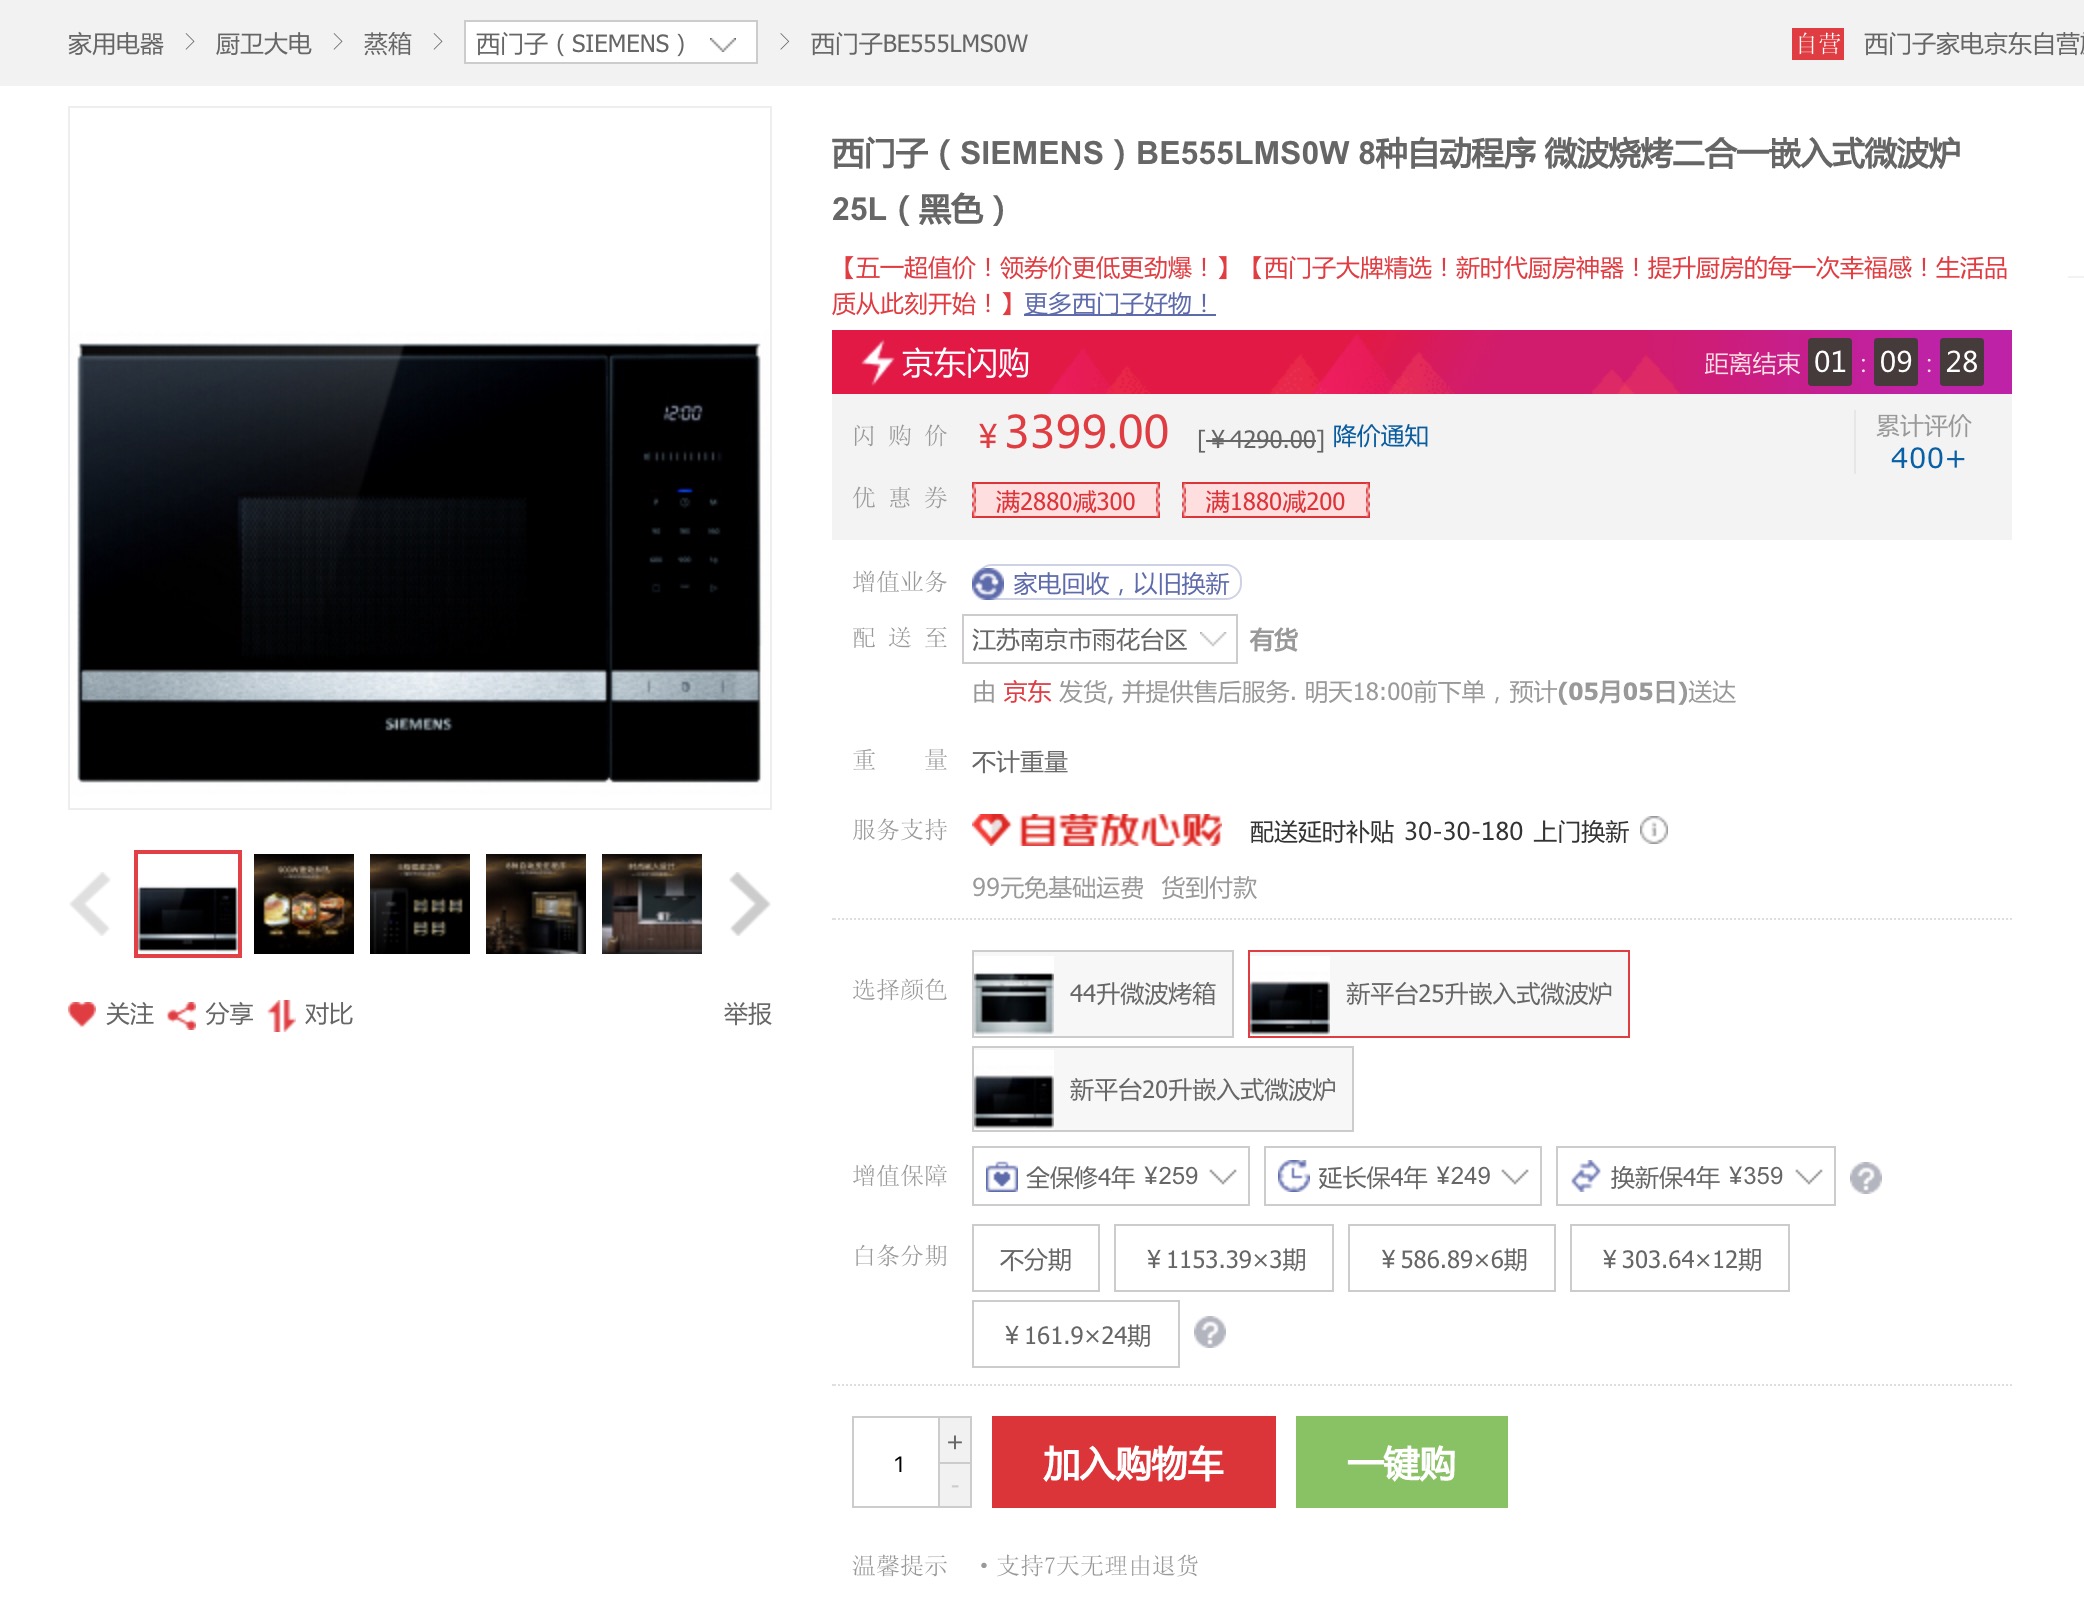 家用电器 > 厨卫大电 > 蒸箱 > 西门子（SIEMENS） > 西门子BE555LMS0W
自营 西门子家电京东自营
西门子（SIEMENS）BE555LMS0W 8种自动程序 微波烧烤二合一嵌入式微波炉
25L（黑色）
【五一超值价！领券价更低更劲爆！】【西门子大牌精选！新时代厨房神器！提升厨房的每一次幸福感！生活品
质从此刻开始！】更多西门子好物！
京东闪购
距离结束 01 : 09 : 28
闪购价 ￥3399.00 [￥4290.00] 降价通知
累计评价
400+
优惠券 满2880减300 满1880减200
12:00
SIEMENS
增值业务 家电回收，以旧换新
配送至 江苏南京市雨花台区 有货
由 京东 发货, 并提供售后服务. 明天18:00前下单，预计(05月05日)送达
重量 不计重量
服务支持 自营放心购 配送延时补贴 30-30-180 上门换新
99元免基础运费 货到付款
关注 分享 对比 举报
选择颜色 44升微波烤箱 新平台25升嵌入式微波炉
新平台20升嵌入式微波炉
增值保障 全保修4年 ¥259 延长保4年 ¥249 换新保4年 ¥359
白条分期 不分期 ￥1153.39×3期 ￥586.89×6期 ￥303.64×12期
￥161.9×24期
1 + -
加入购物车 一键购
温馨提示 • 支持7天无理由退货